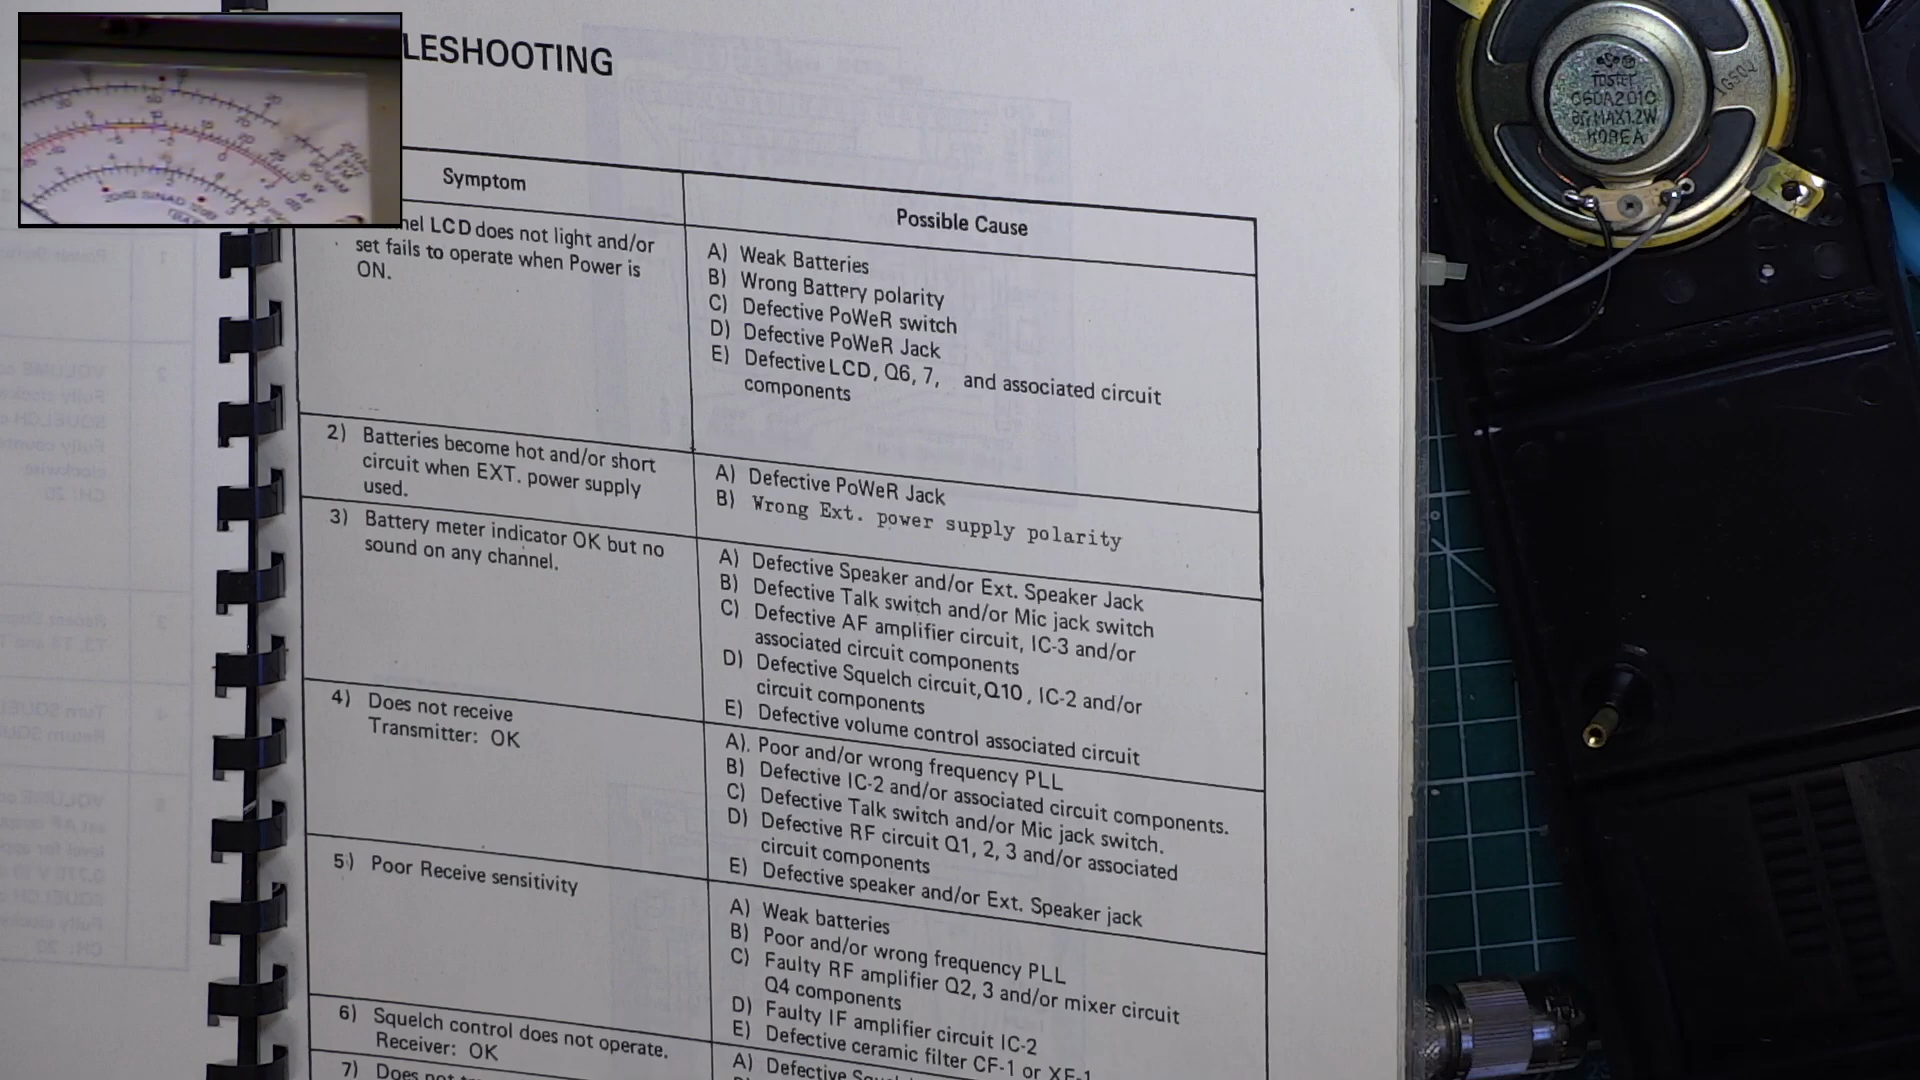 LESHOOTING
Symptom
Possible Cause
nel LCD does not light and/or
set fails to operate when Power is
ON.
A) Weak Batteries
B) Wrong Battery polarity
C) Defective PoWeR switch
D) Defective PoWeR Jack
E) Defective LCD, Q6, 7, and associated circuit
components
2) Batteries become hot and/or short
circuit when EXT. power supply
used.
A) Defective PoWeR Jack
B) Wrong Ext. power supply polarity
3) Battery meter indicator OK but no
sound on any channel.
A) Defective Speaker and/or Ext. Speaker Jack
B) Defective Talk switch and/or Mic jack switch
C) Defective AF amplifier circuit, IC-3 and/or
associated circuit components
D) Defective Squelch circuit, Q10, IC-2 and/or
circuit components
E) Defective volume control associated circuit
4) Does not receive
Transmitter: OK
A). Poor and/or wrong frequency PLL
B) Defective IC-2 and/or associated circuit components.
C) Defective Talk switch and/or Mic jack switch.
D) Defective RF circuit Q1, 2, 3 and/or associated
circuit components
E) Defective speaker and/or Ext. Speaker jack
5) Poor Receive sensitivity
A) Weak batteries
B) Poor and/or wrong frequency PLL
C) Faulty RF amplifier Q2, 3 and/or mixer circuit
Q4 components
D) Faulty IF amplifier circuit IC-2
E) Defective ceramic filter CF-1 or XF-1
6) Squelch control does not operate.
Receiver: OK
A) Defective
7) Does not
KOREA
SINAD